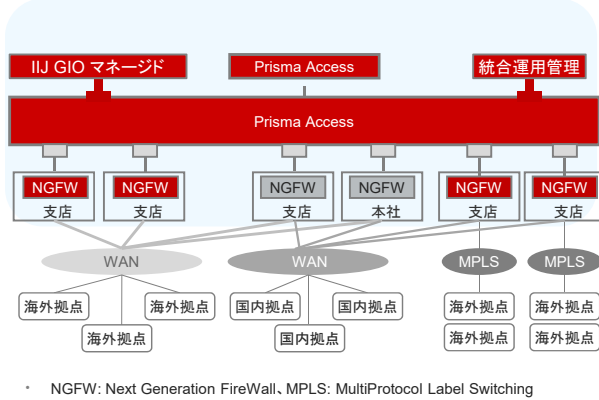 IIJ GIO マネージド
Prisma Access
統合運用管理
Prisma Access
NGFW
NGFW
NGFW
NGFW
NGFW
NGFW
支店
支店
支店
本社
支店
支店
WAN
WAN
MPLS
MPLS
海外拠点
海外拠点
国内拠点
国内拠点
海外拠点
海外拠点
海外拠点
国内拠点
海外拠点
海外拠点
・ NGFW: Next Generation FireWall、MPLS: MultiProtocol Label Switching